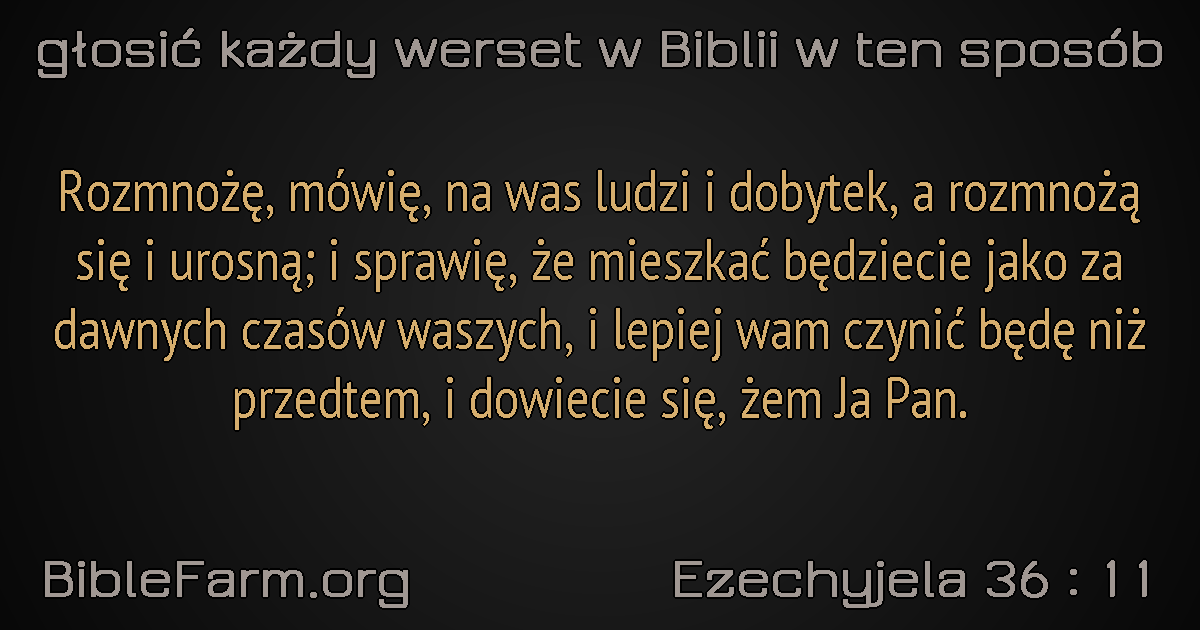 głosić każdy werset w Biblii w ten sposób
Rozmnożę, mówię, na was ludzi i dobytek, a rozmnożą
się i urosną; i sprawię, że mieszkać będziecie jako za
dawnych czasów waszych, i lepiej wam czynić będę niż
przedtem, i dowiecie się, żem Ja Pan.
BibleFarm.org
Ezechyjela 36 : 11